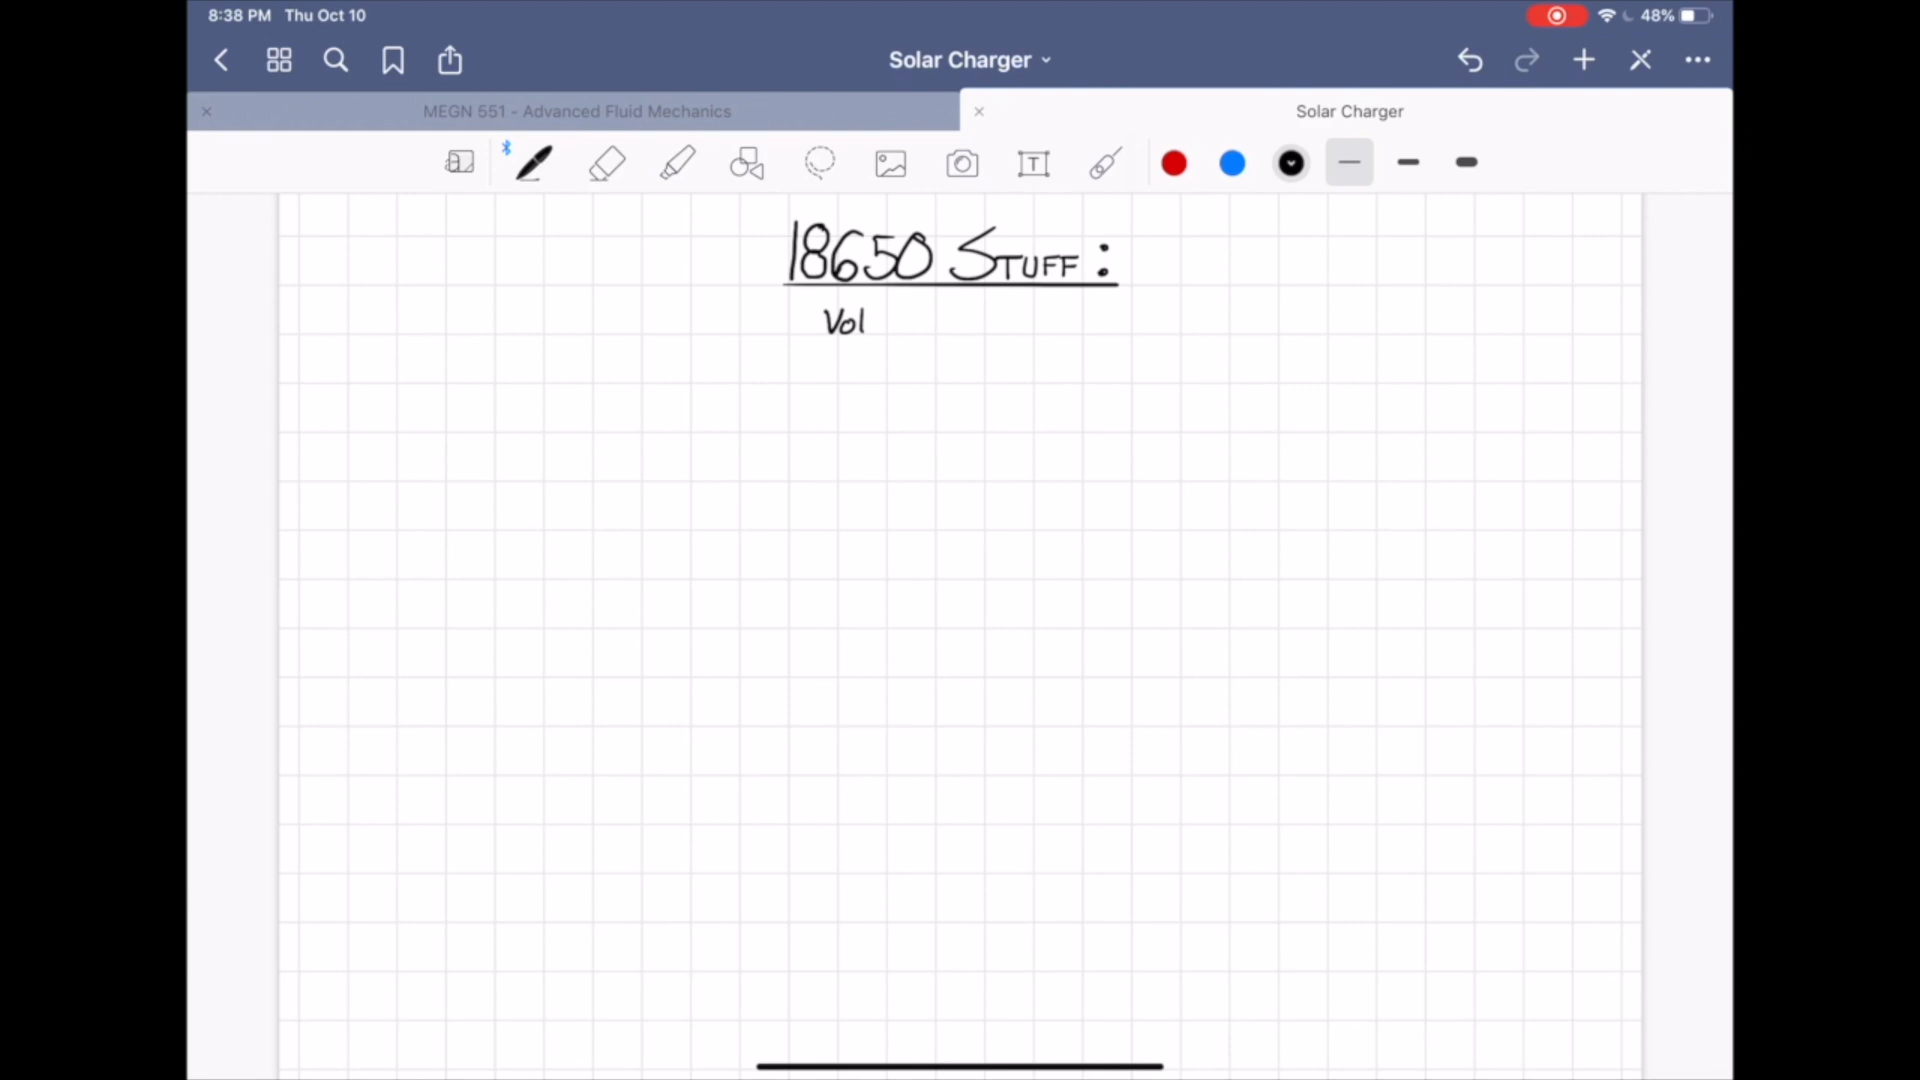 8:38 PM Thu Oct 10
48%
Solar Charger
MEGN 551 - Advanced Fluid Mechanics
Solar Charger
18650 STUFF:
Vol